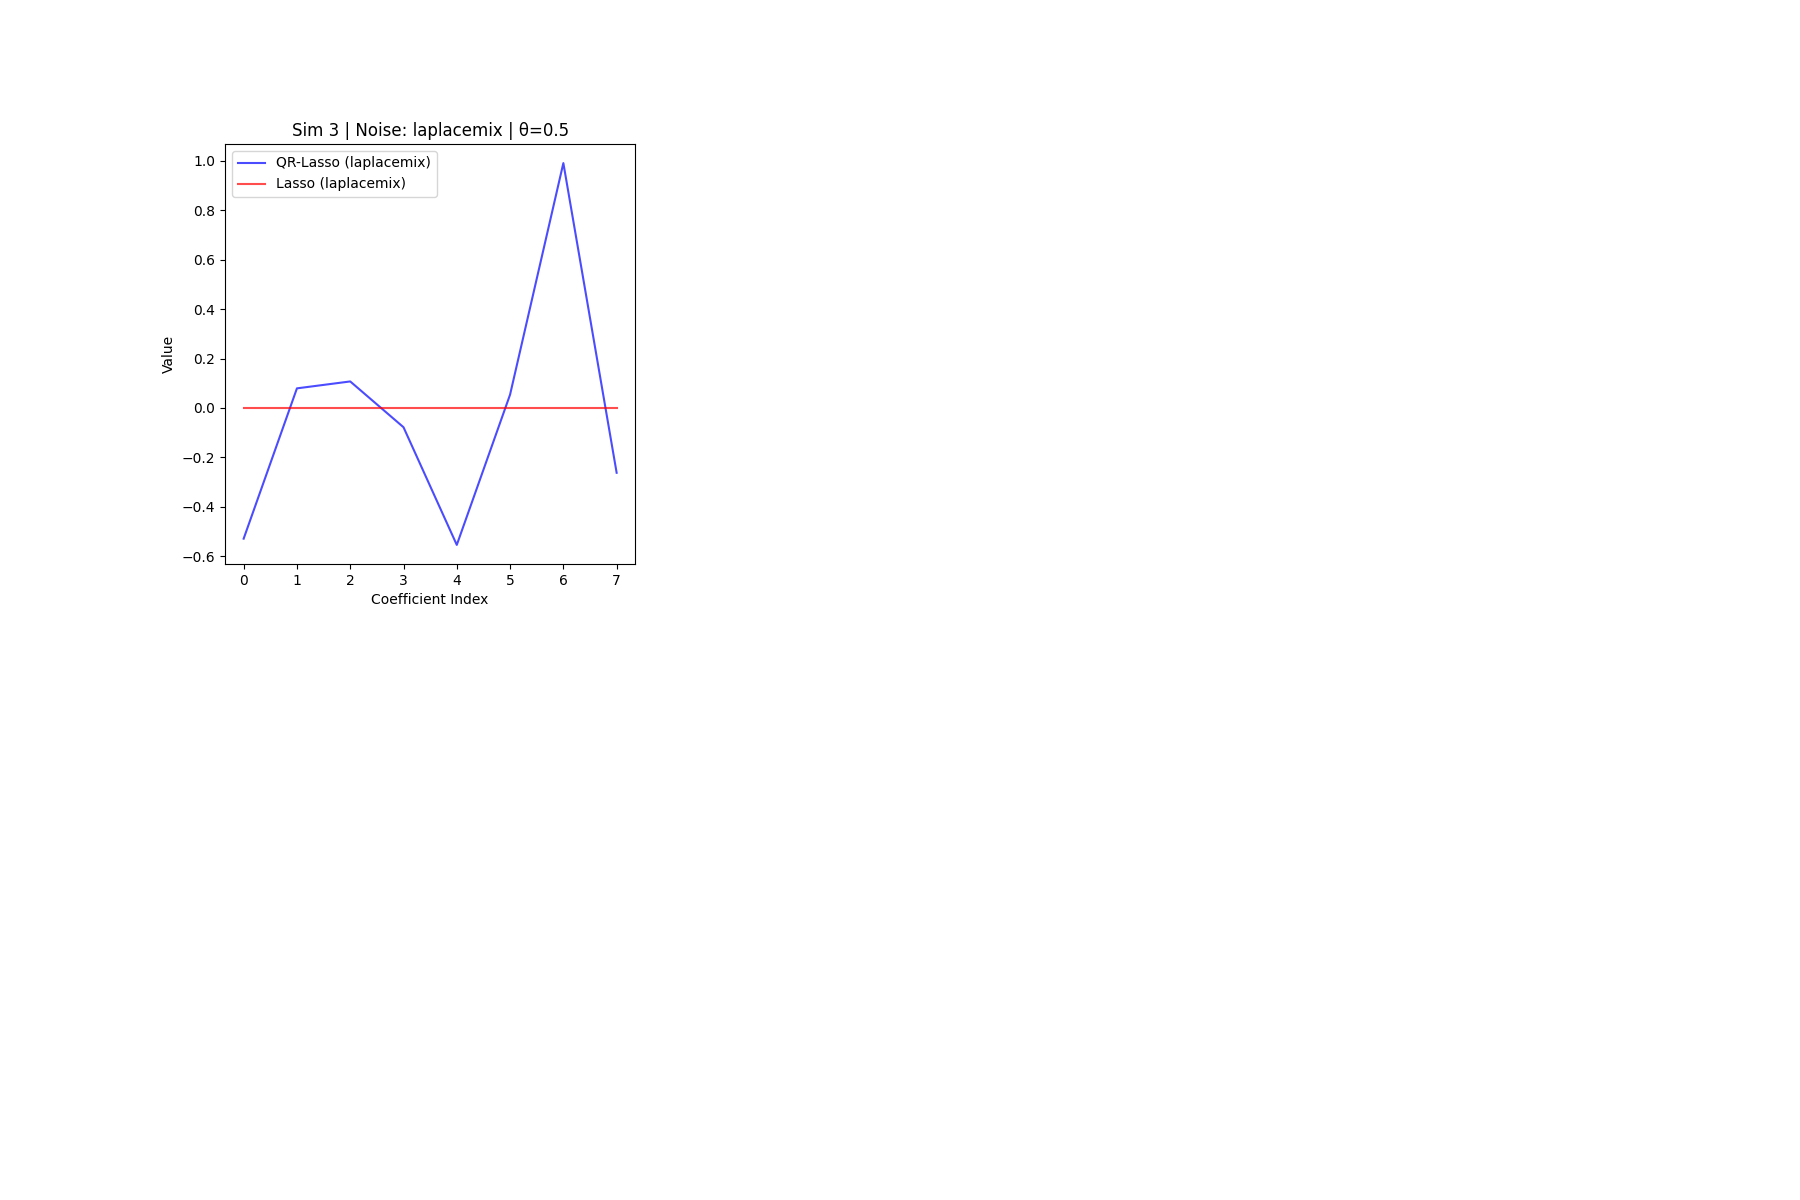 Sim 3 | Noise: laplacemix | θ=0.5
QR-Lasso (laplacemix)
Lasso (laplacemix)
1.0
0.8
0.6
0.4
0.2
0.0
−0.2
−0.4
−0.6
Value
0 1 2 3 4 5 6 7
Coefficient Index